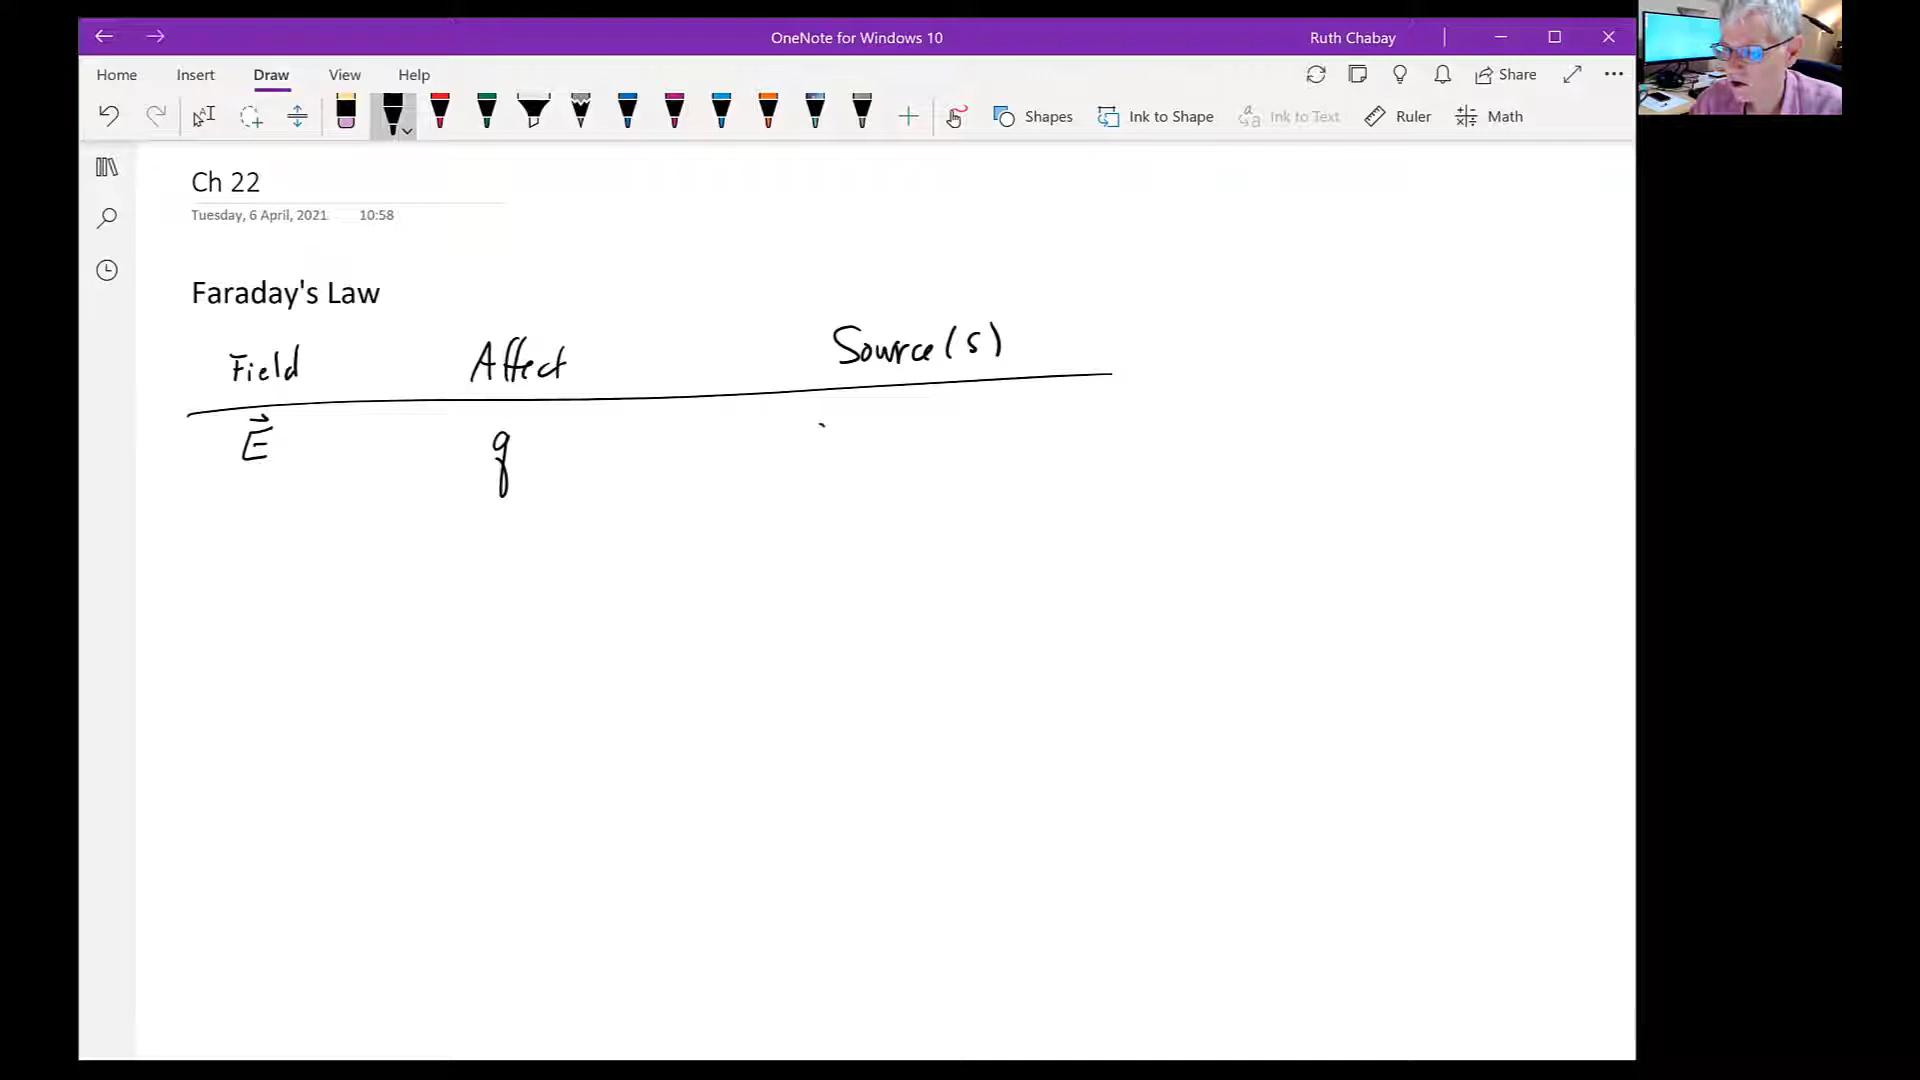 OneNote for Windows 10
Ruth Chabay
Home Insert Draw View Help
Share
Shapes Ink to Shape Ink to Text Ruler Math
Ch 22
Tuesday, 6 April, 2021 10:58
Faraday's Law
Field Affect Source(s)
E⃗ q